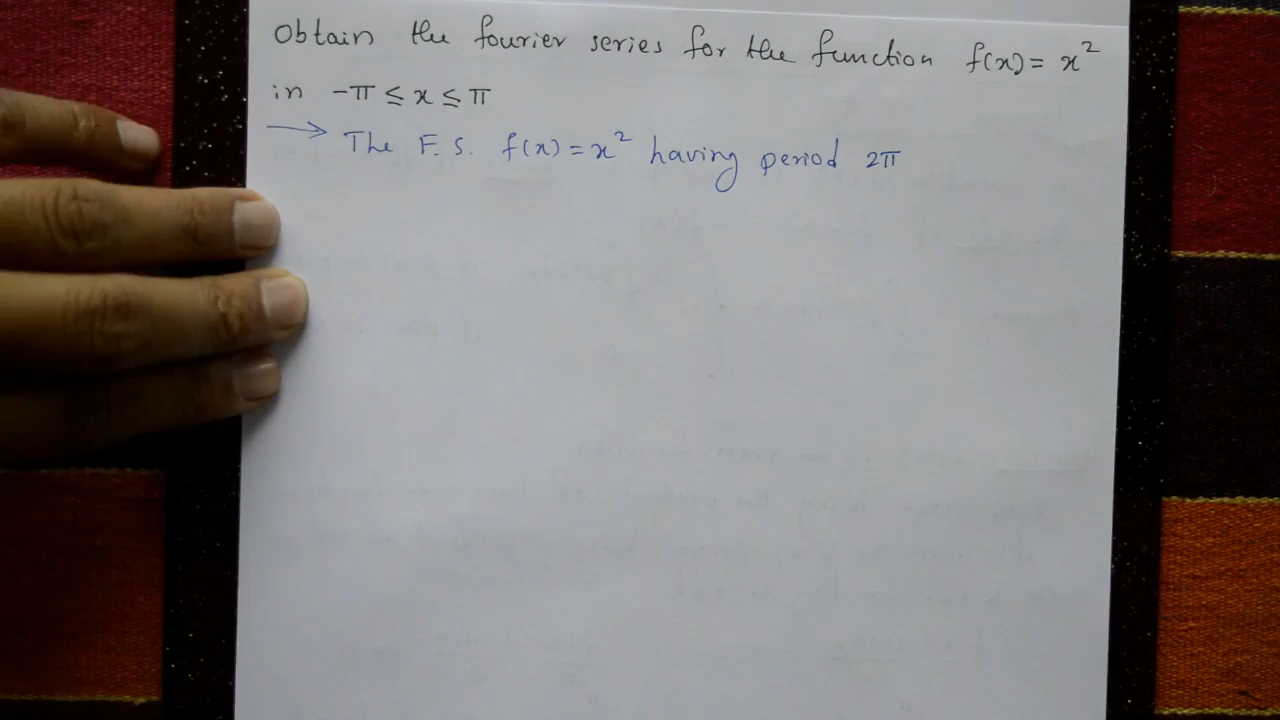 Obtain the fourier series for the function f(x) = x²
in -π ≤ x ≤ π
→ The F.S. f(x) = x² having period 2π